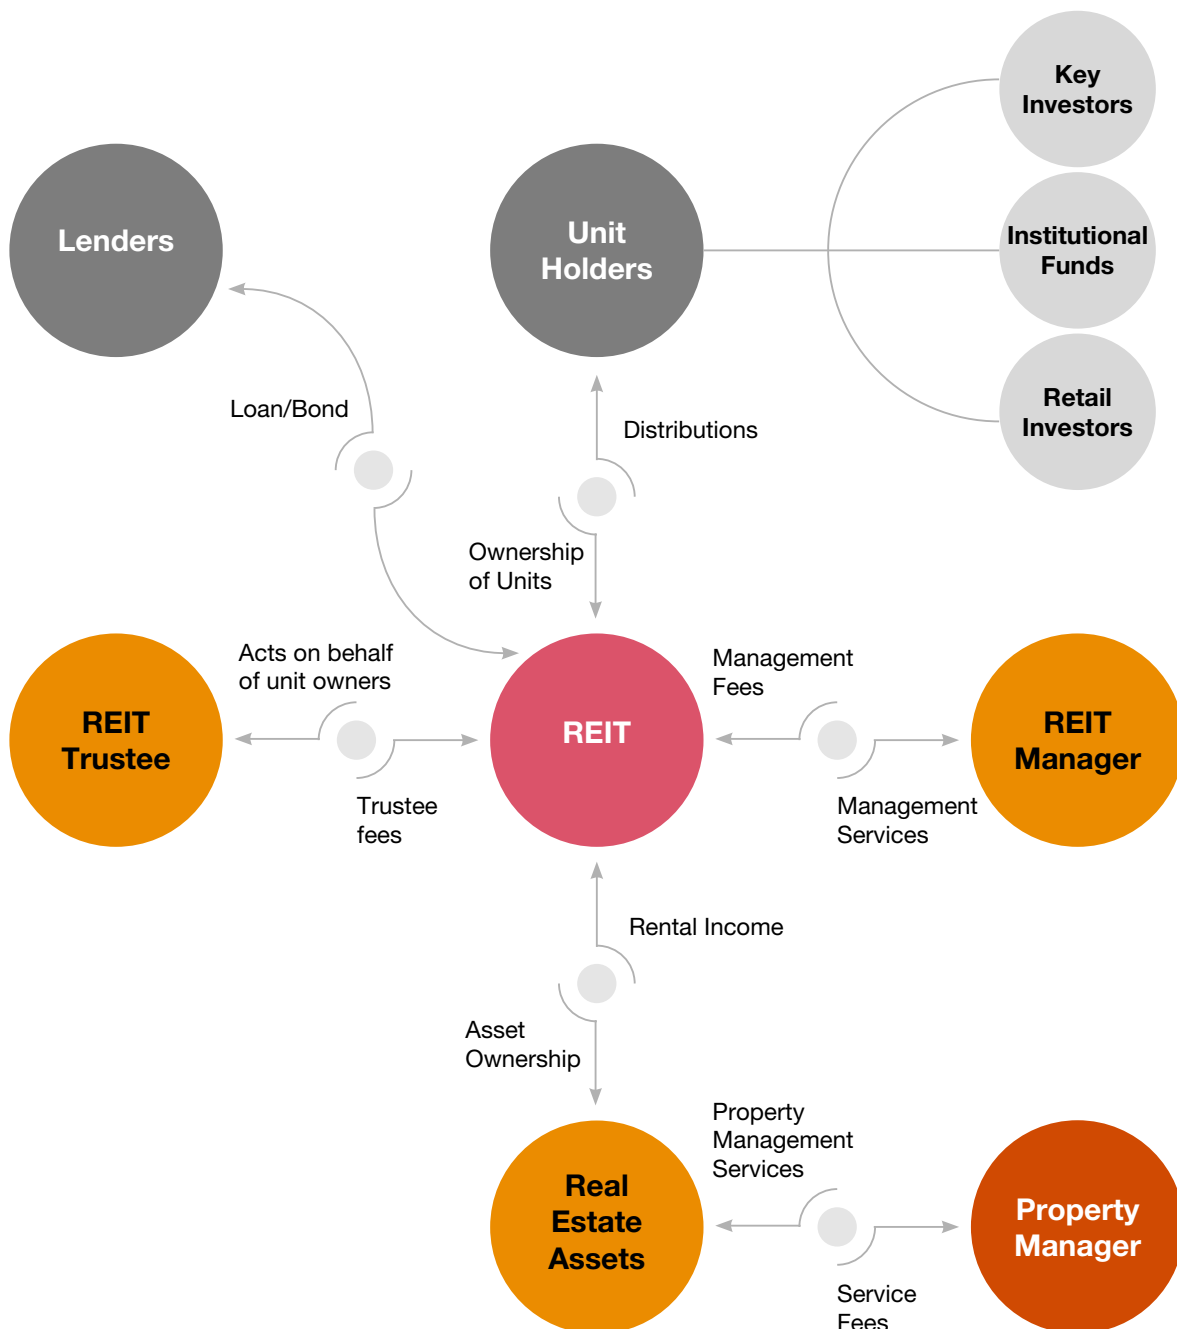 Key
Investors
Lenders
Unit
Holders
Institutional
Funds
Retail
Investors
Loan/Bond
Distributions
Ownership
of Units
Acts on behalf
of unit owners
Management
Fees
REIT
Trustee
REIT
REIT
Manager
Trustee
fees
Management
Services
Rental Income
Asset
Ownership
Property
Management
Services
Real
Estate
Assets
Property
Manager
Service
Fees